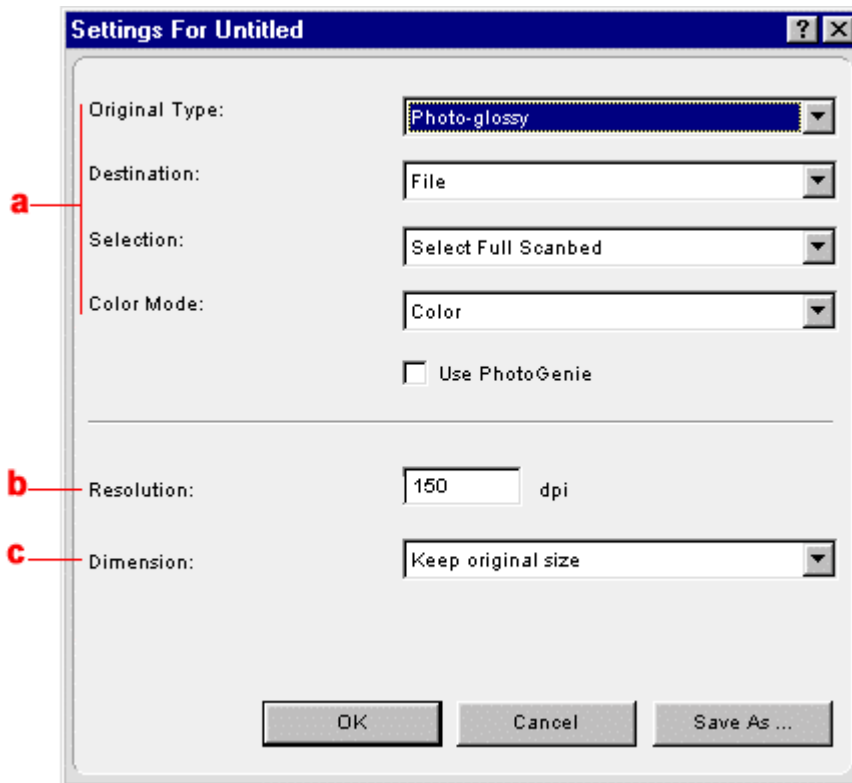 Settings For Untitled
Original Type: Photo-glossy
Destination: File
a
Selection: Select Full Scanbed
Color Mode: Color
Use PhotoGenie
b Resolution: 150 dpi
c Dimension: Keep original size
OK Cancel Save As ...